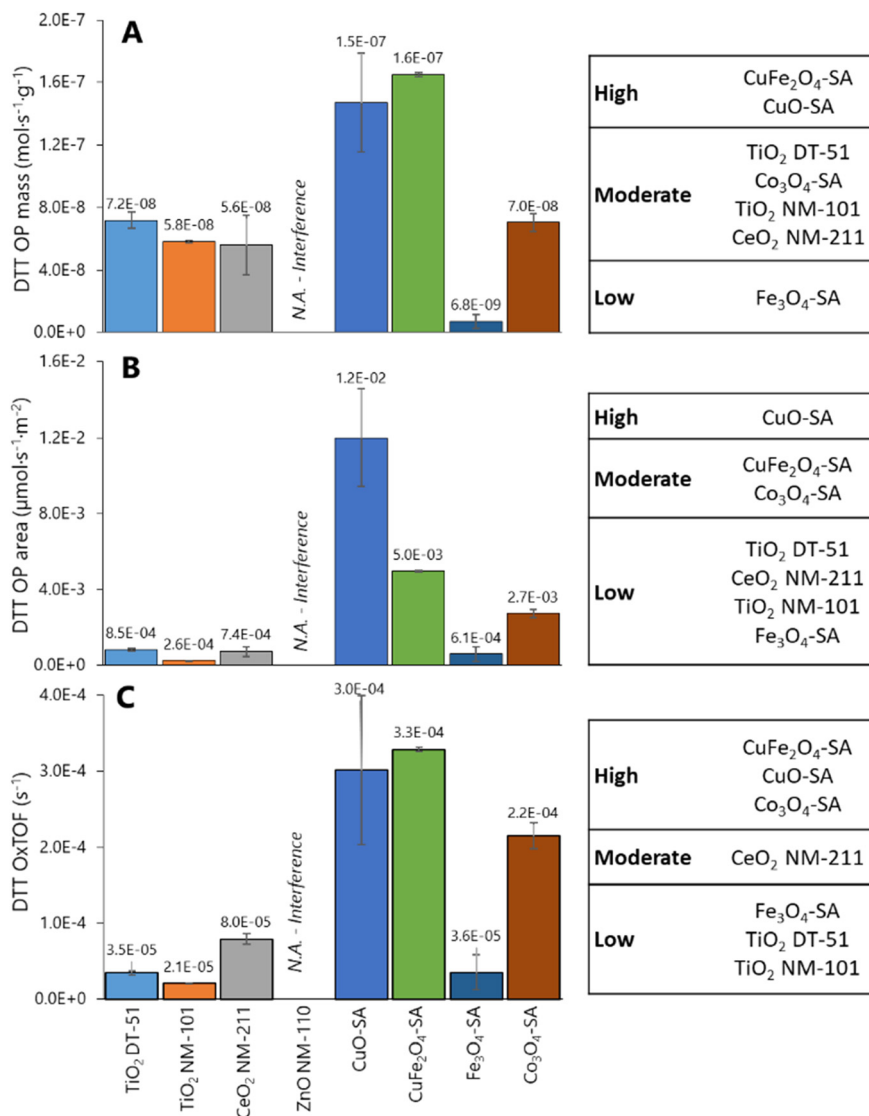 A
DTT OP mass (mol·s⁻¹·g⁻¹)
2.0E-7
1.6E-7
1.2E-7
8.0E-8
4.0E-8
0.0E+0
7.2E-08
5.8E-08
5.6E-08
N.A. - Interference
1.5E-07
1.6E-07
6.8E-09
7.0E-08
High
CuFe₂O₄-SA
CuO-SA
Moderate
TiO₂ DT-51
Co₃O₄-SA
TiO₂ NM-101
CeO₂ NM-211
Low
Fe₃O₄-SA
B
DTT OP area (μmol·s⁻¹·m⁻²)
1.6E-2
1.2E-2
8.0E-3
4.0E-3
0.0E+0
8.5E-04
2.6E-04
7.4E-04
N.A. - Interference
1.2E-02
5.0E-03
6.1E-04
2.7E-03
High
CuO-SA
Moderate
CuFe₂O₄-SA
Co₃O₄-SA
Low
TiO₂ DT-51
CeO₂ NM-211
TiO₂ NM-101
Fe₃O₄-SA
C
DTT OxTOF (s⁻¹)
4.0E-4
3.0E-4
2.0E-4
1.0E-4
0.0E+0
3.5E-05
2.1E-05
8.0E-05
N.A. - Interference
3.0E-04
3.3E-04
3.6E-05
2.2E-04
TiO₂ DT-51
TiO₂ NM-101
CeO₂ NM-211
ZnO NM-110
CuO-SA
CuFe₂O₄-SA
Fe₃O₄-SA
Co₃O₄-SA
High
CuFe₂O₄-SA
CuO-SA
Co₃O₄-SA
Moderate
CeO₂ NM-211
Low
Fe₃O₄-SA
TiO₂ DT-51
TiO₂ NM-101